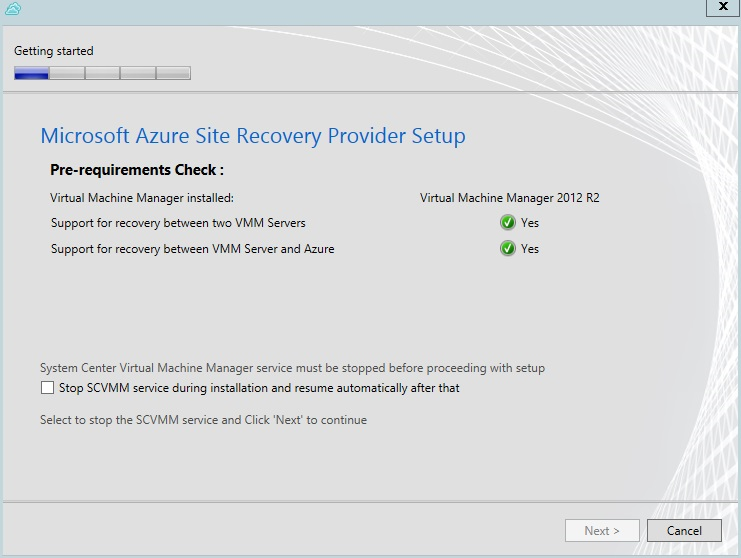 X
Getting started
Microsoft Azure Site Recovery Provider Setup
Pre-requirements Check :
Virtual Machine Manager installed: Virtual Machine Manager 2012 R2
Support for recovery between two VMM Servers Yes
Support for recovery between VMM Server and Azure Yes
System Center Virtual Machine Manager service must be stopped before proceeding with setup
Stop SCVMM service during installation and resume automatically after that
Select to stop the SCVMM service and Click 'Next' to continue
Next > Cancel